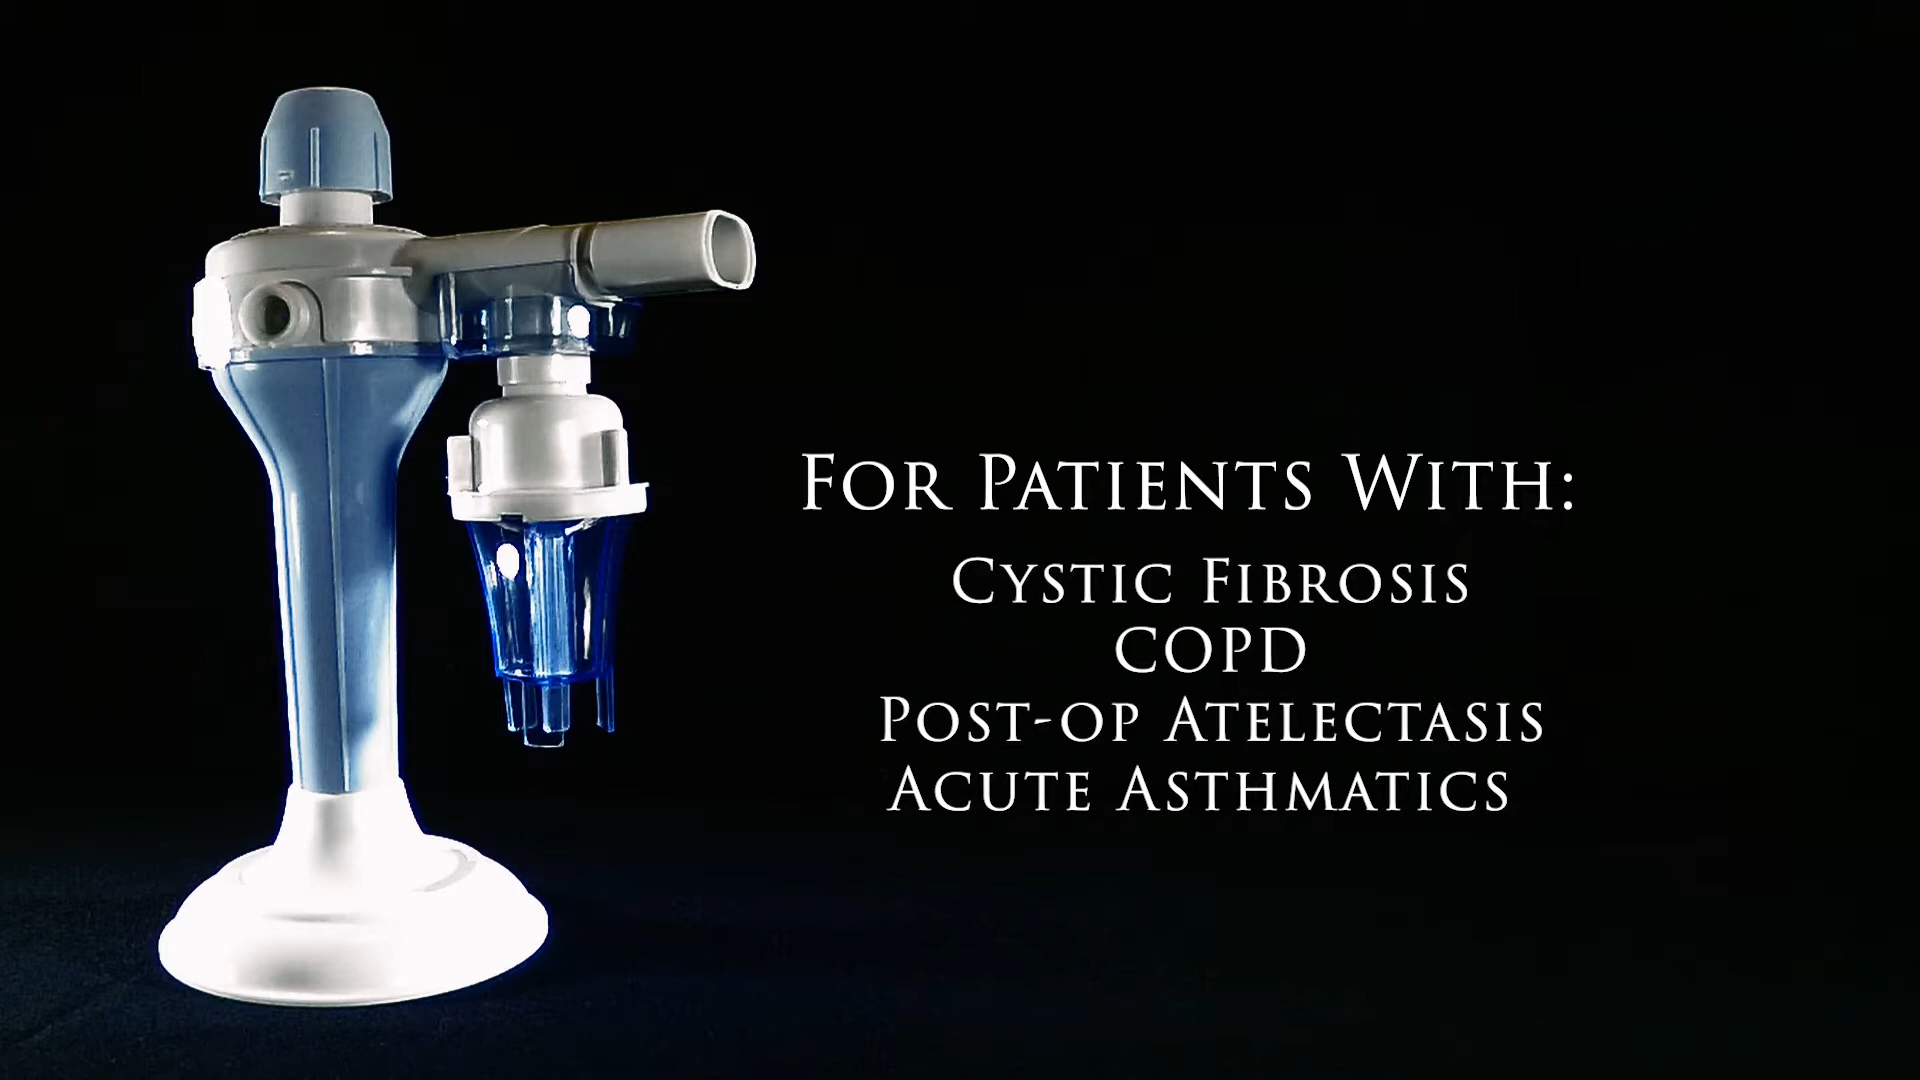 For Patients With:
Cystic Fibrosis
COPD
Post-op Atelectasis
Acute Asthmatics